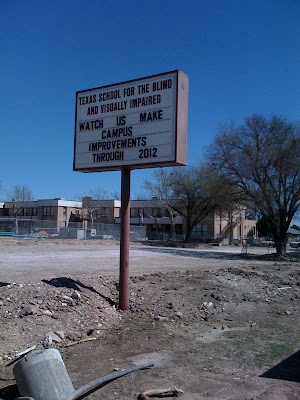 TEXAS SCHOOL FOR THE BLIND
AND VISUALLY IMPAIRED
WATCH US MAKE
CAMPUS
IMPROVEMENTS
THROUGH 2012